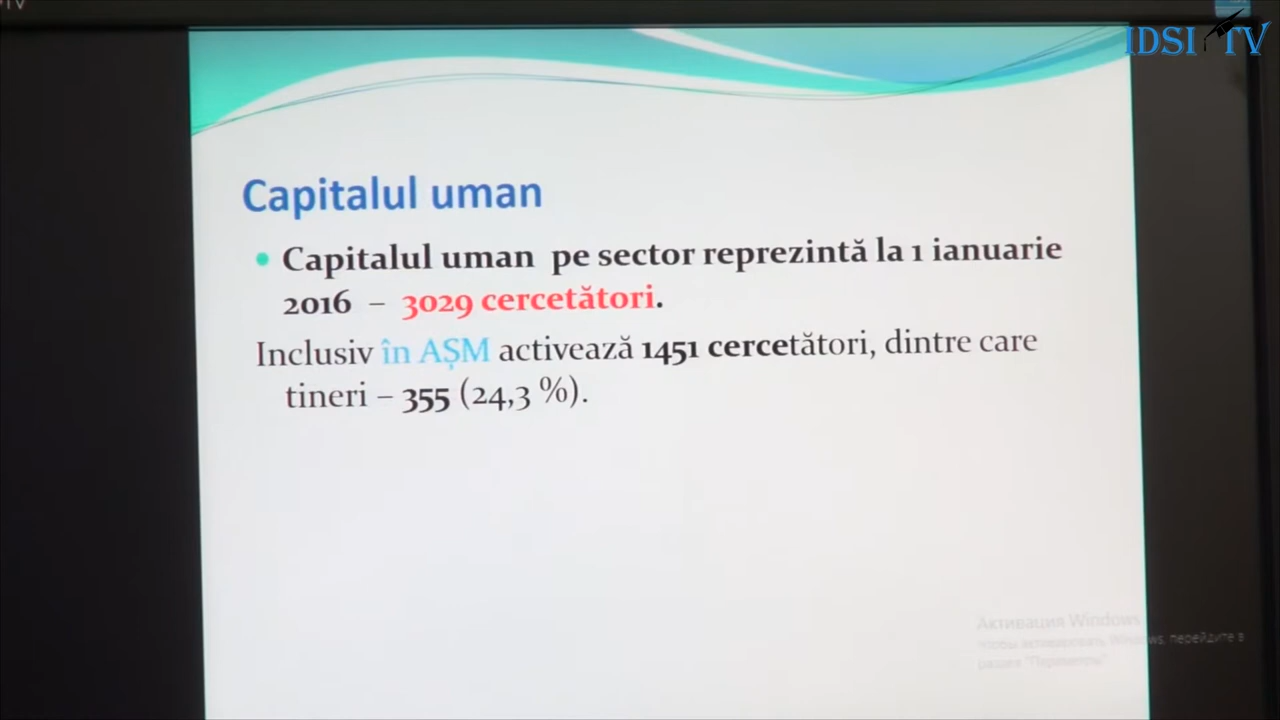 TV
IDSI TV
Capitalul uman
• Capitalul uman pe sector reprezintă la 1 ianuarie
2016 – 3029 cercetători.
Inclusiv în AȘM activează 1451 cercetători, dintre care
tineri – 355 (24,3 %).
Активация Windows
Чтобы активировать Windows, перейдите в
раздел "Параметры"